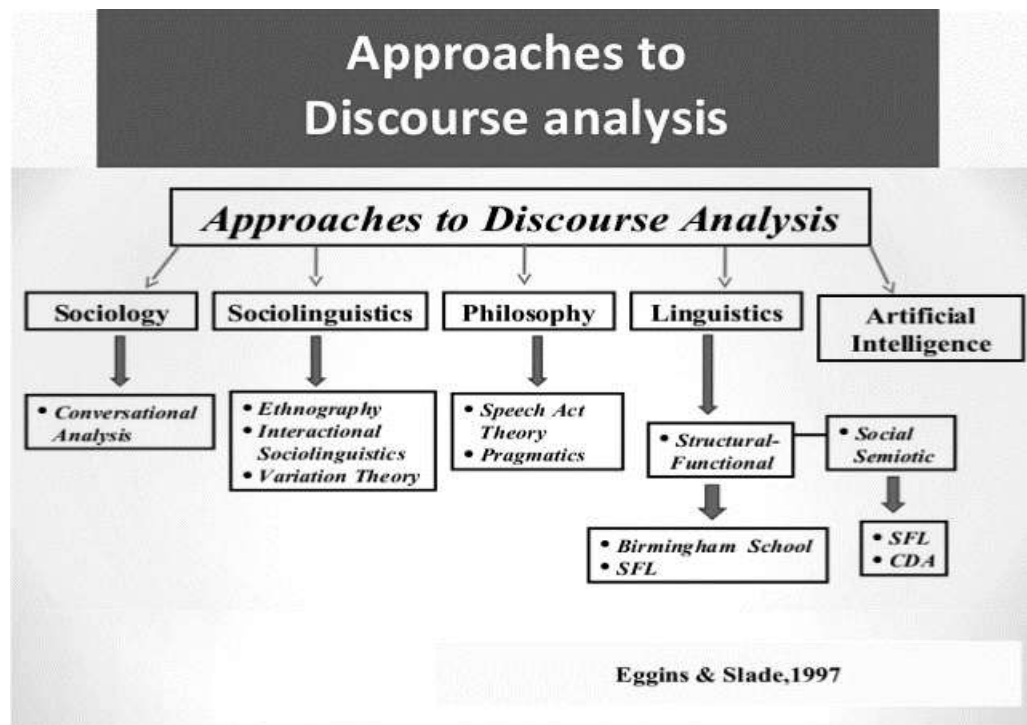 Approaches to
Discourse analysis
Approaches to Discourse Analysis
Sociology
Sociolinguistics
Philosophy
Linguistics
Artificial
Intelligence
• Conversational
Analysis
• Ethnography
• Interactional
Sociolinguistics
• Variation Theory
• Speech Act
Theory
• Pragmatics
• Structural-
Functional
• Social
Semiotic
• Birmingham School
• SFL
• SFL
• CDA
Eggins & Slade,1997